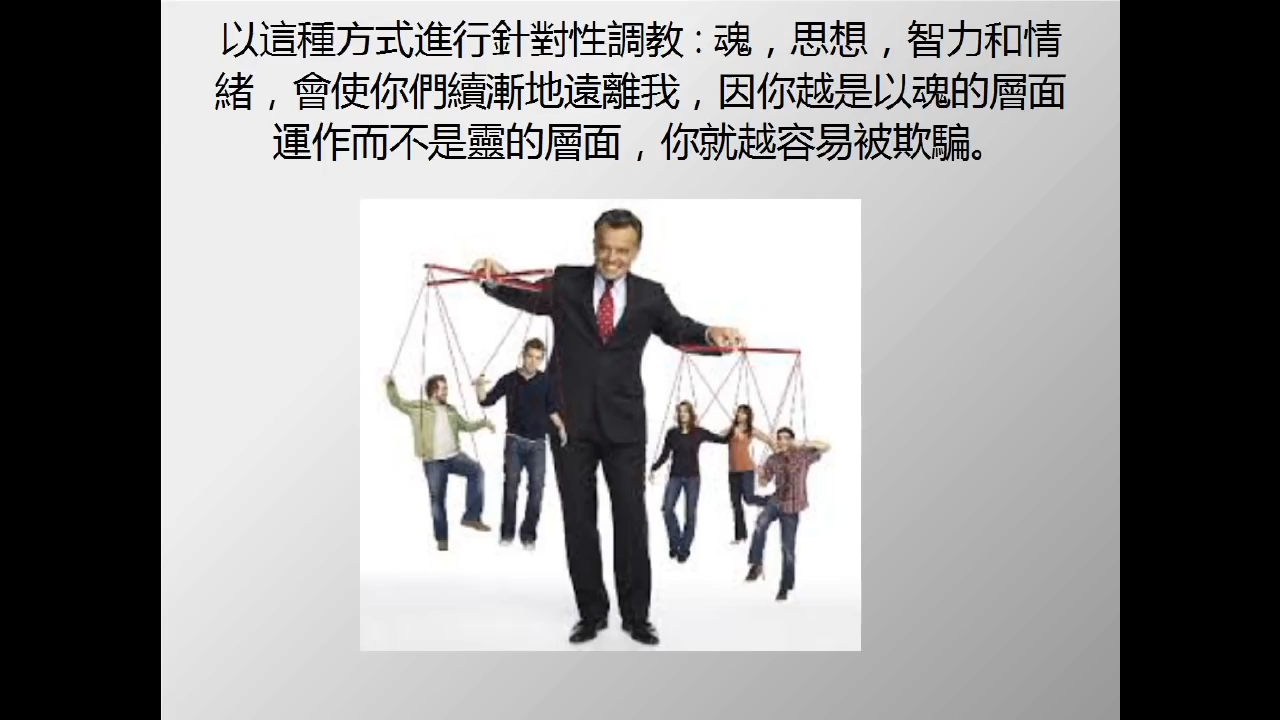 以這種方式進行針對性調教 : 魂，思想，智力和情
緒，會使你們續漸地遠離我，因你越是以魂的層面
運作而不是靈的層面，你就越容易被欺騙。